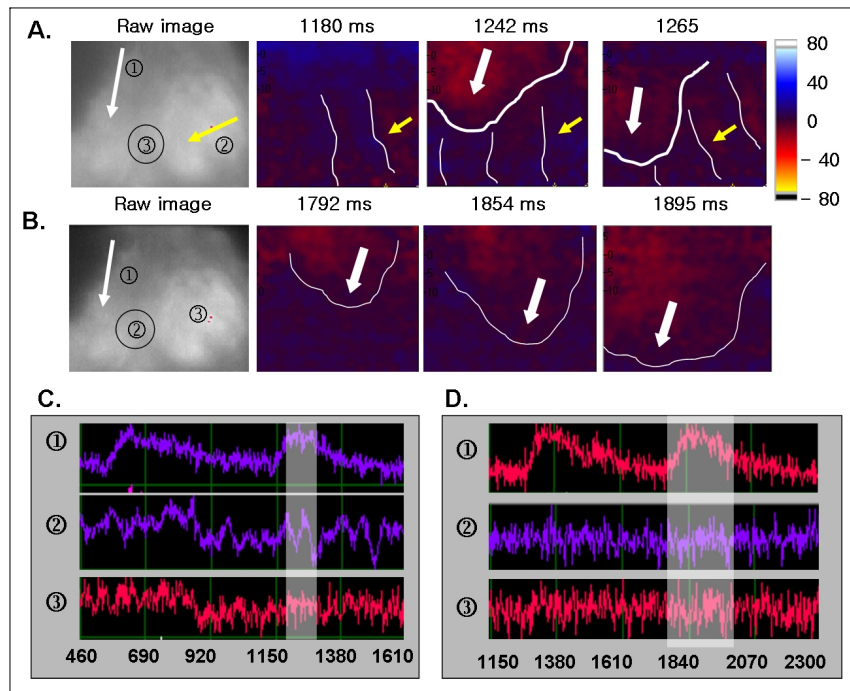 A.
Raw image 1180 ms 1242 ms 1265
① ③ ②
80
40
0
- 40
- 80
B.
Raw image 1792 ms 1854 ms 1895 ms
① ② ③
C.
①
②
③
460 690 920 1150 1380 1610
D.
①
②
③
1150 1380 1610 1840 2070 2300